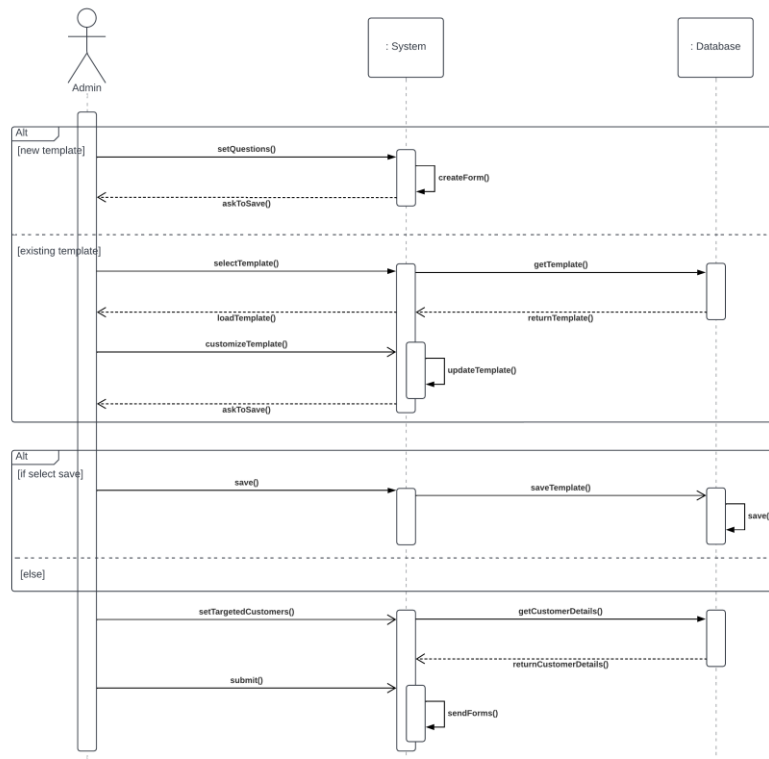 Admin
: System
: Database
Alt
[new template]
setQuestions()
createForm()
askToSave()
[existing template]
selectTemplate()
getTemplate()
loadTemplate()
returnTemplate()
customizeTemplate()
updateTemplate()
askToSave()
Alt
[if select save]
save()
saveTemplate()
save(
[else]
setTargetedCustomers()
getCustomerDetails()
returnCustomerDetails()
submit()
sendForms()